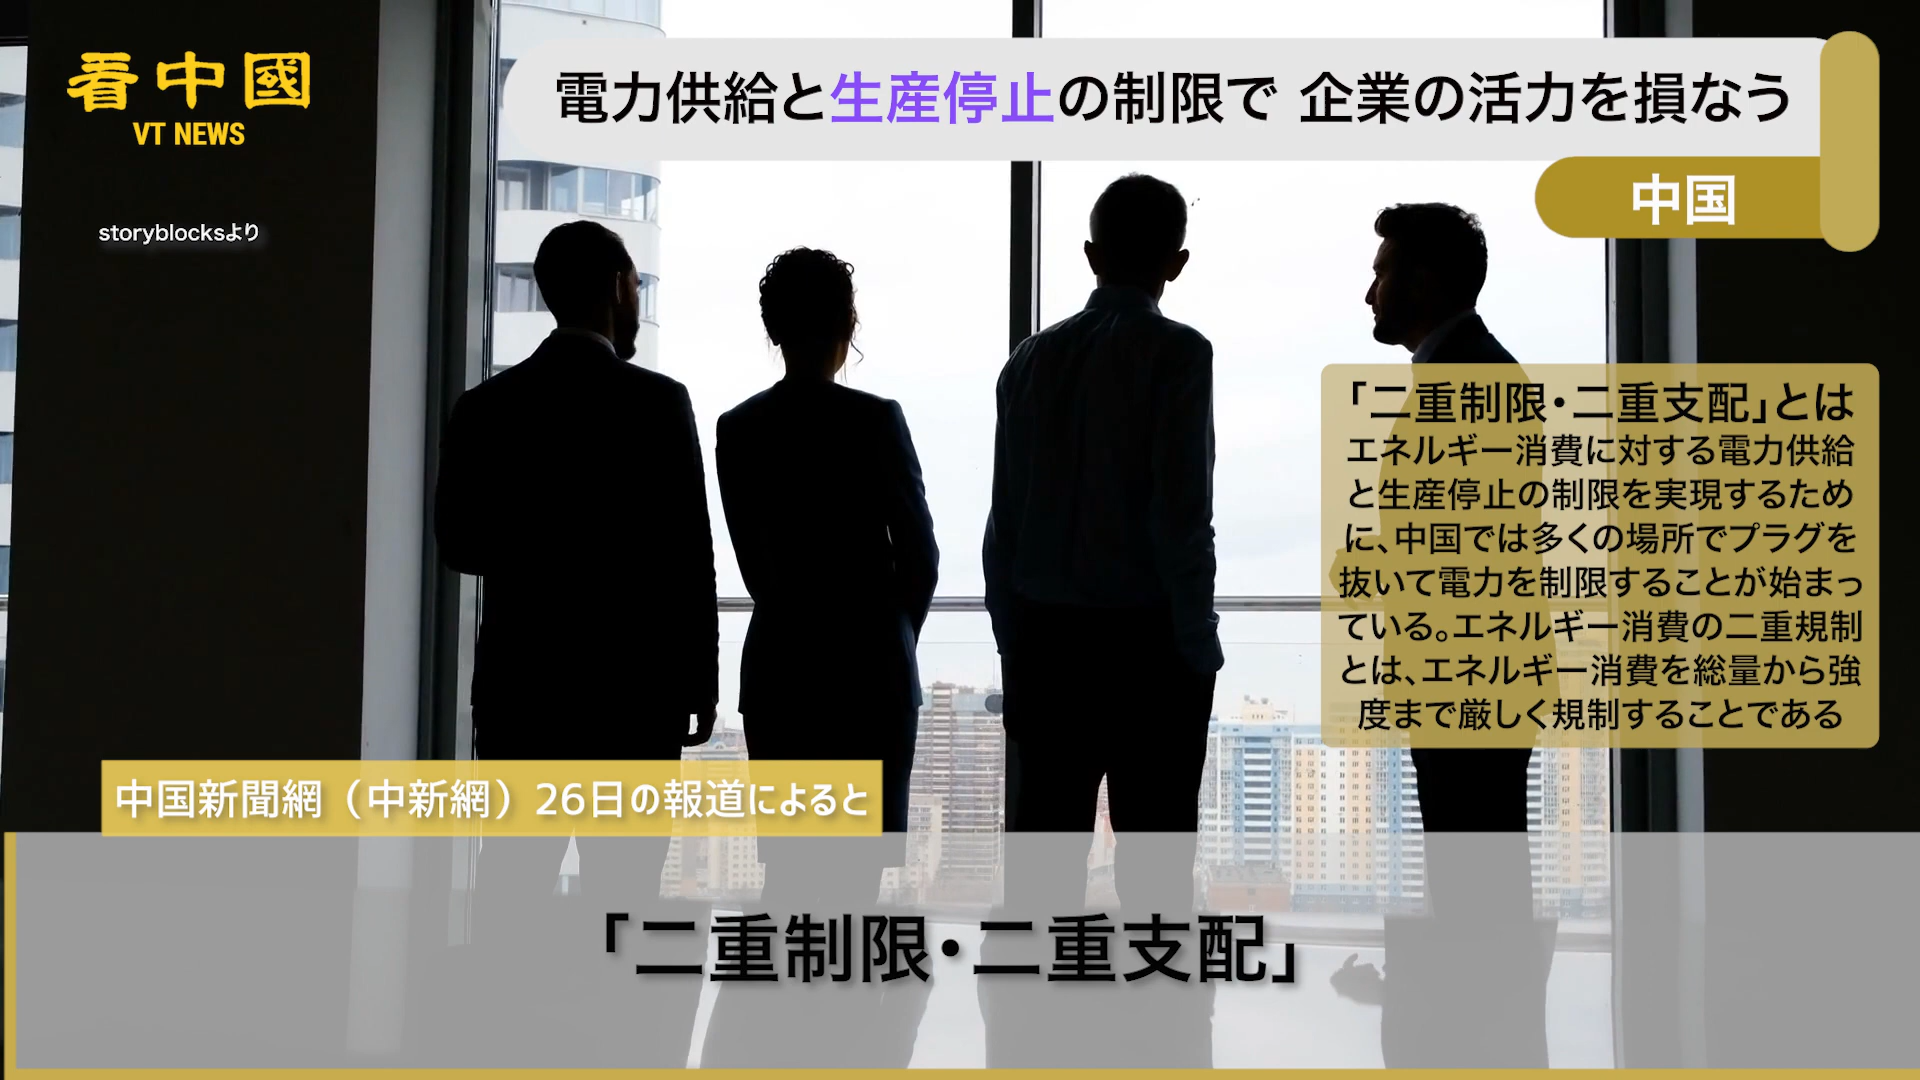 看中國
VT NEWS
storyblocksより
電力供給と生産停止の制限で 企業の活力を損なう
中国
「二重制限・二重支配」とは
エネルギー消費に対する電力供給
と生産停止の制限を実現するため
に、中国では多くの場所でプラグを
抜いて電力を制限することが始まっ
ている。エネルギー消費の二重規制
とは、エネルギー消費を総量から強
度まで厳しく規制することである
中国新聞網（中新網）26日の報道によると
「二重制限・二重支配」